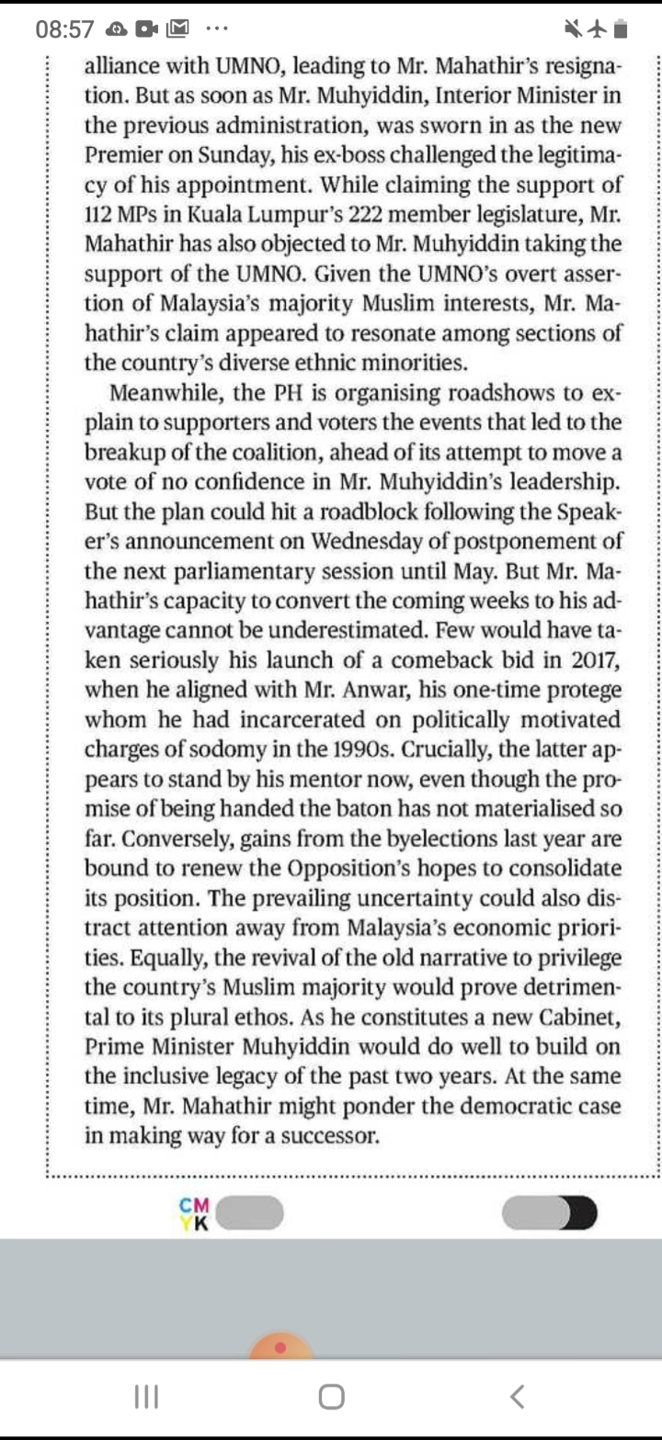 08:57
alliance with UMNO, leading to Mr. Mahathir’s resigna-
tion. But as soon as Mr. Muhyiddin, Interior Minister in
the previous administration, was sworn in as the new
Premier on Sunday, his ex-boss challenged the legitima-
cy of his appointment. While claiming the support of
112 MPs in Kuala Lumpur’s 222 member legislature, Mr.
Mahathir has also objected to Mr. Muhyiddin taking the
support of the UMNO. Given the UMNO’s overt asser-
tion of Malaysia’s majority Muslim interests, Mr. Ma-
hathir’s claim appeared to resonate among sections of
the country’s diverse ethnic minorities.
Meanwhile, the PH is organising roadshows to ex-
plain to supporters and voters the events that led to the
breakup of the coalition, ahead of its attempt to move a
vote of no confidence in Mr. Muhyiddin’s leadership.
But the plan could hit a roadblock following the Speak-
er’s announcement on Wednesday of postponement of
the next parliamentary session until May. But Mr. Ma-
hathir’s capacity to convert the coming weeks to his ad-
vantage cannot be underestimated. Few would have ta-
ken seriously his launch of a comeback bid in 2017,
when he aligned with Mr. Anwar, his one-time protege
whom he had incarcerated on politically motivated
charges of sodomy in the 1990s. Crucially, the latter ap-
pears to stand by his mentor now, even though the pro-
mise of being handed the baton has not materialised so
far. Conversely, gains from the byelections last year are
bound to renew the Opposition’s hopes to consolidate
its position. The prevailing uncertainty could also dis-
tract attention away from Malaysia’s economic priori-
ties. Equally, the revival of the old narrative to privilege
the country’s Muslim majority would prove detrimen-
tal to its plural ethos. As he constitutes a new Cabinet,
Prime Minister Muhyiddin would do well to build on
the inclusive legacy of the past two years. At the same
time, Mr. Mahathir might ponder the democratic case
in making way for a successor.
CM
YK